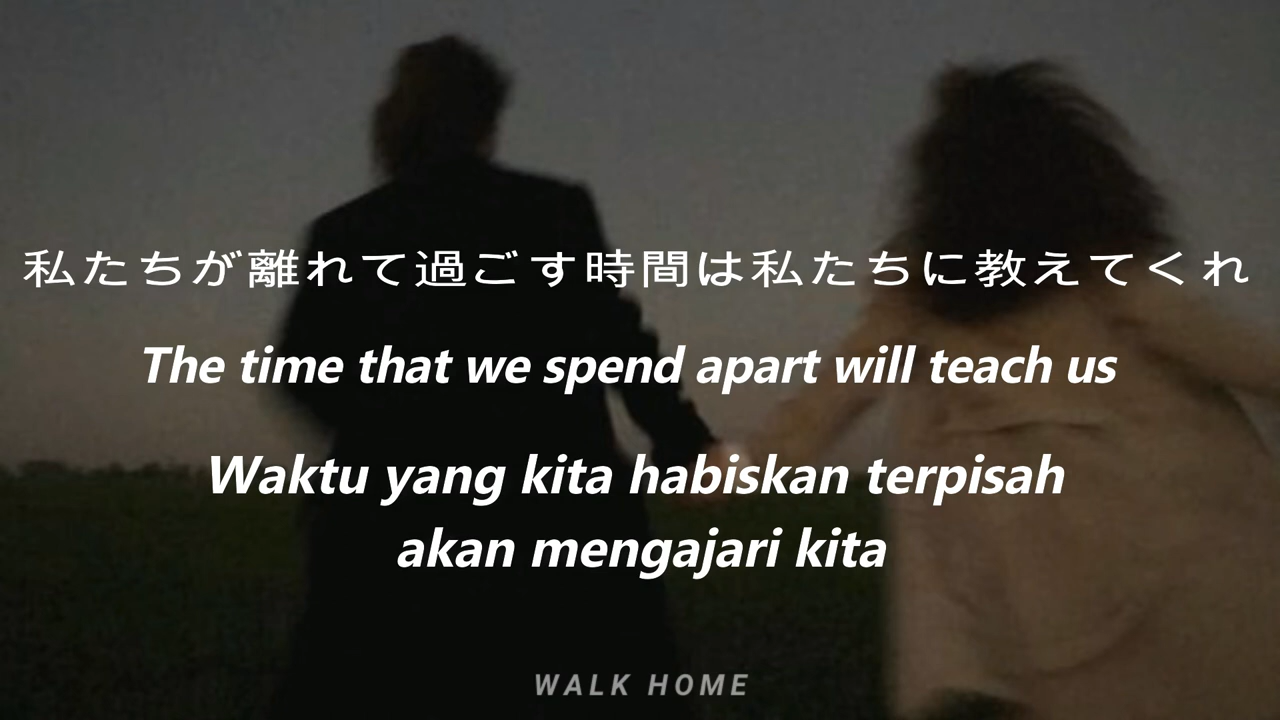 私たちが離れて過ごす時間は私たちに教えてくれ
The time that we spend apart will teach us
Waktu yang kita habiskan terpisah
akan mengajari kita
WALK HOME